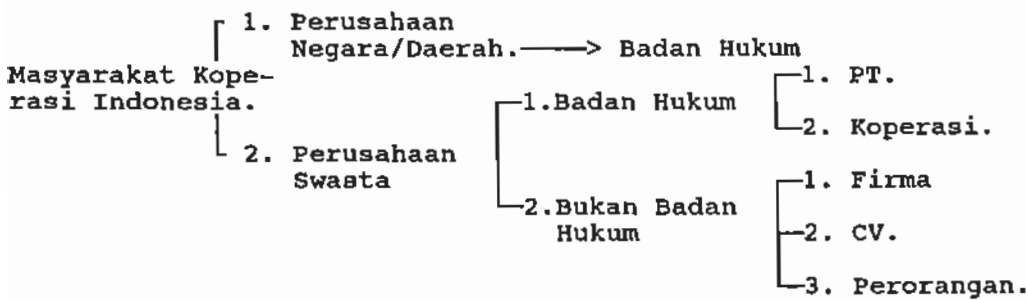 1. Perusahaan
Negara/Daerah. ——> Badan Hukum
Masyarakat Kope-
rasi Indonesia.
1. PT.
1.Badan Hukum
2. Koperasi.
2. Perusahaan
Swasta
1. Firma
2.Bukan Badan
Hukum
2. CV.
3. Perorangan.